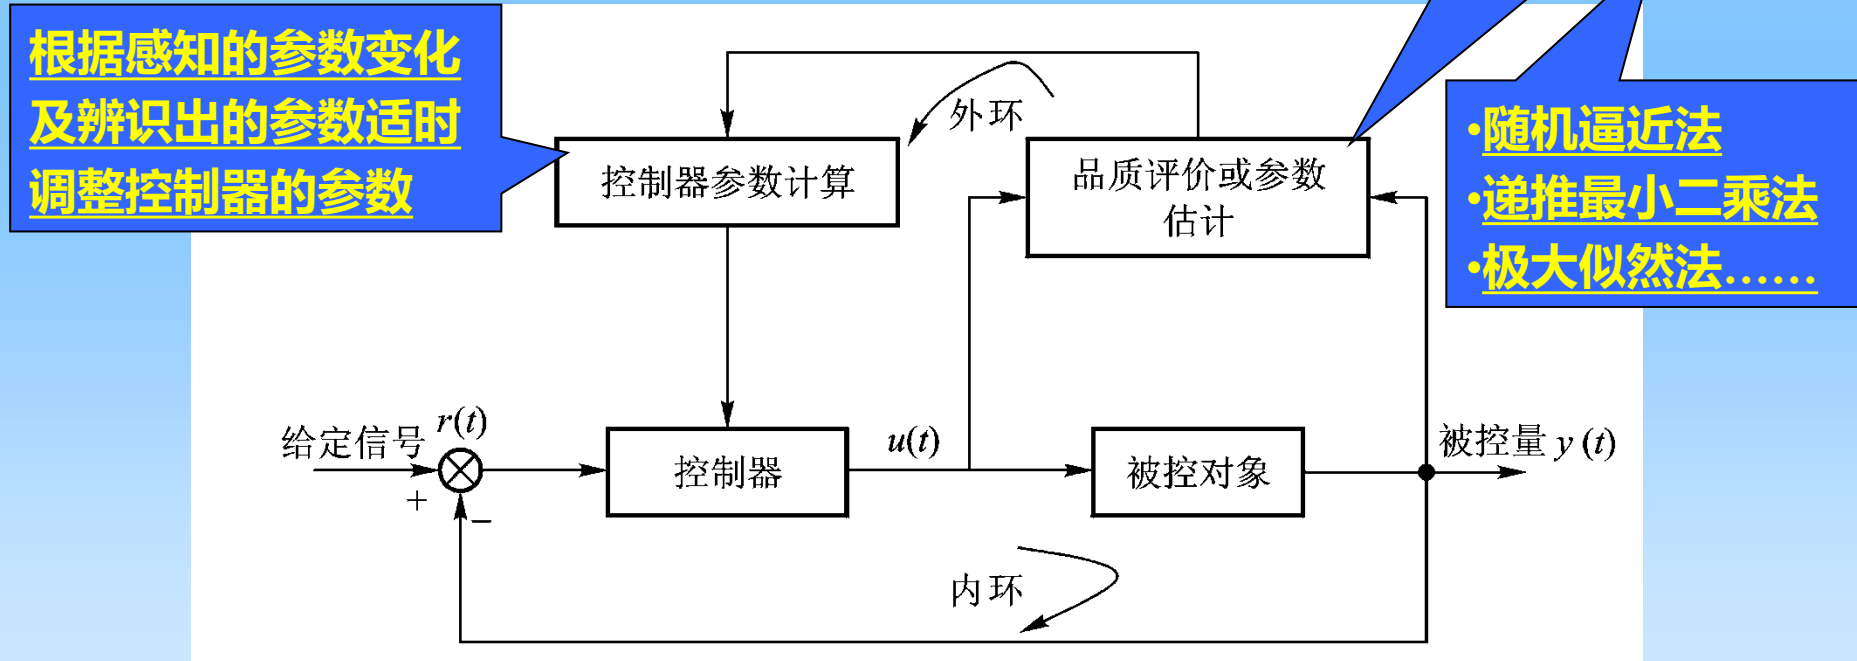 根据感知的参数变化
及辨识出的参数适时
调整控制器的参数
外环
•随机逼近法
•递推最小二乘法
•极大似然法……
控制器参数计算
品质评价或参数
估计
给定信号
r(t)
+
−
控制器
u(t)
被控对象
被控量 y (t)
内环